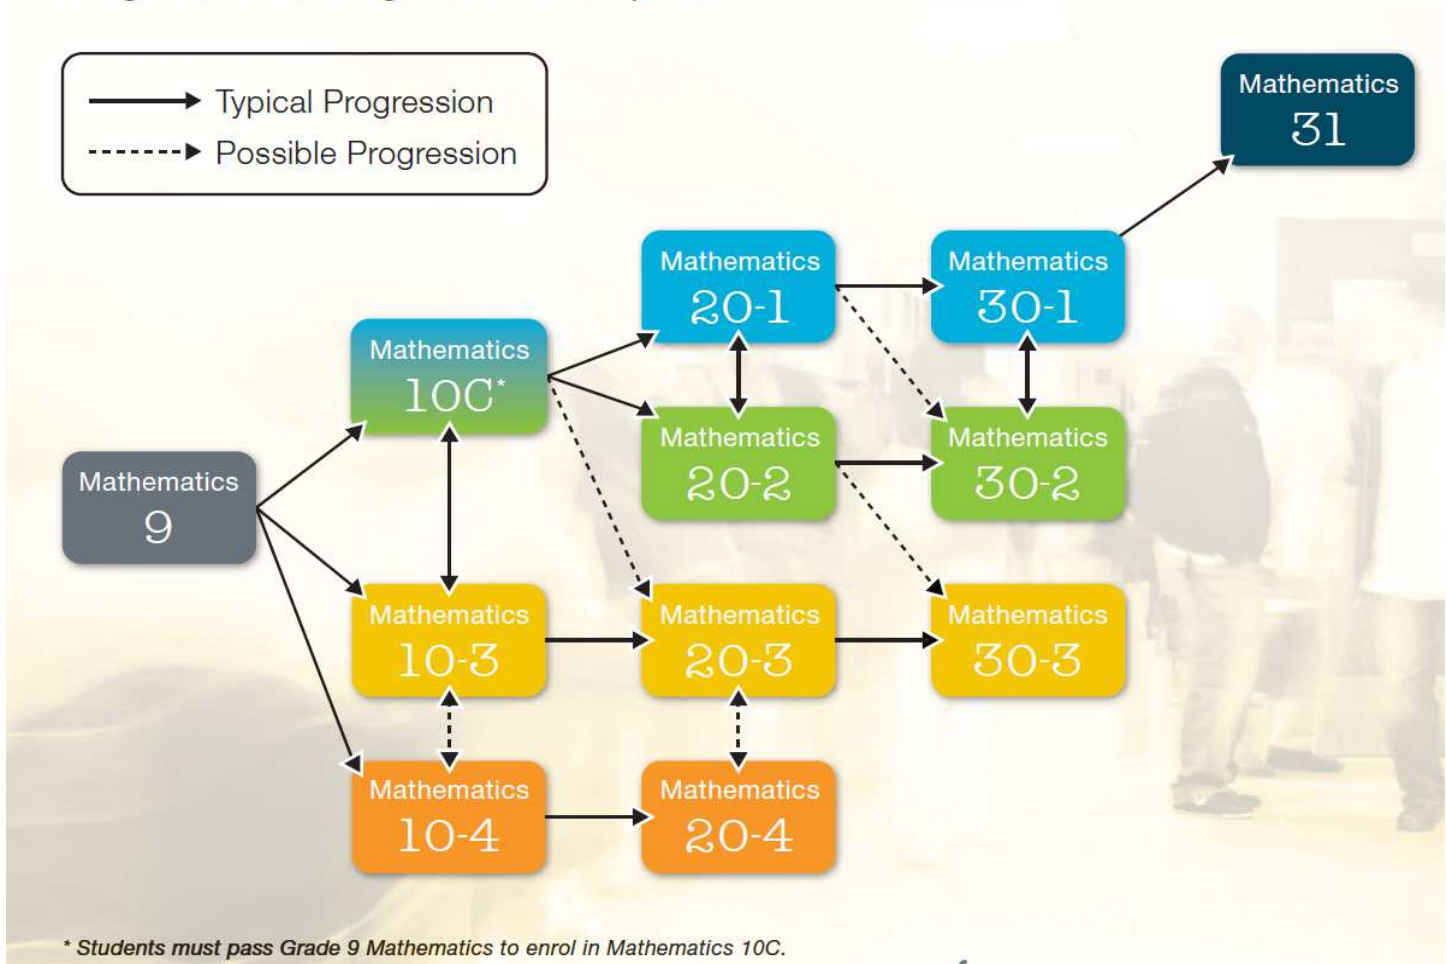 Typical Progression
Possible Progression
Mathematics
31
Mathematics
20-1
Mathematics
30-1
Mathematics
10C*
Mathematics
20-2
Mathematics
30-2
Mathematics
9
Mathematics
10-3
Mathematics
20-3
Mathematics
30-3
Mathematics
10-4
Mathematics
20-4
* Students must pass Grade 9 Mathematics to enrol in Mathematics 10C.